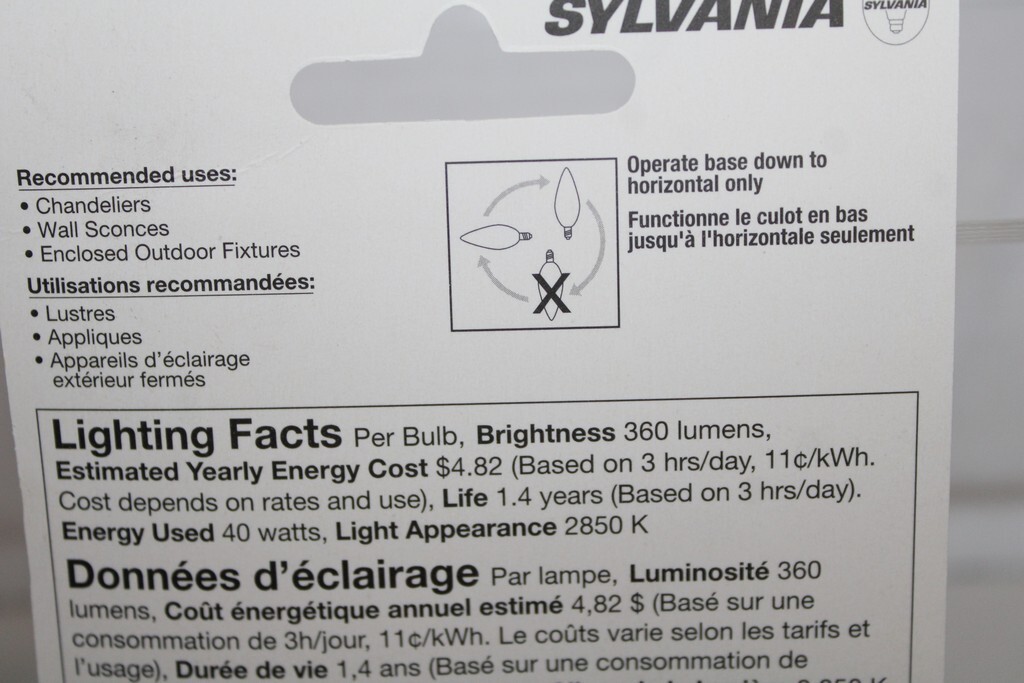 SYLVANIA
SYLVANIA
Recommended uses:
• Chandeliers
• Wall Sconces
• Enclosed Outdoor Fixtures
Utilisations recommandées:
• Lustres
• Appliques
• Appareils d'éclairage
extérieur fermés
Operate base down to
horizontal only
Functionne le culot en bas
jusqu'à l'horizontale seulement
X
Lighting Facts Per Bulb, Brightness 360 lumens,
Estimated Yearly Energy Cost $4.82 (Based on 3 hrs/day, 11¢/kWh.
Cost depends on rates and use), Life 1.4 years (Based on 3 hrs/day).
Energy Used 40 watts, Light Appearance 2850 K
Données d'éclairage Par lampe, Luminosité 360
lumens, Coût énergétique annuel estimé 4,82 $ (Basé sur une
consommation de 3h/jour, 11¢/kWh. Le coûts varie selon les tarifs et
l'usage), Durée de vie 1,4 ans (Basé sur une consommation de